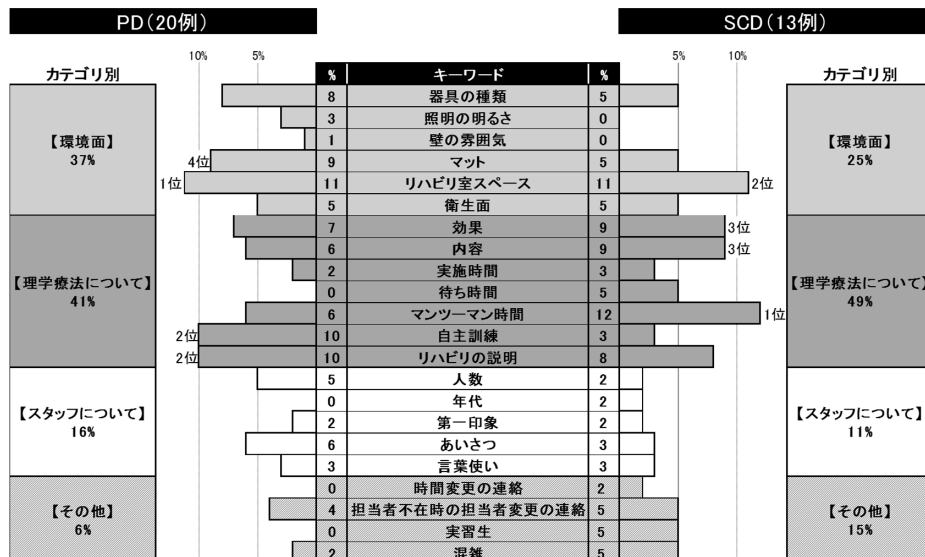 PD(20例)
SCD(13例)
10% 5%
5% 10%
カテゴリ別
% キーワード %
カテゴリ別
8 器具の種類 5
3 照明の明るさ 0
1 壁の雰囲気 0
4位 9 マット 5
1位 11 リハビリ室スペース 11 2位
5 衛生面 5
【環境面】
37%
【環境面】
25%
7 効果 9 3位
6 内容 9 3位
2 実施時間 3
0 待ち時間 5
6 マンツーマン時間 12 1位
2位 10 自主訓練 3
2位 10 リハビリの説明 8
【理学療法について】
41%
【理学療法について】
49%
5 人数 2
0 年代 2
2 第一印象 2
6 あいさつ 3
3 言葉使い 3
【スタッフについて】
16%
【スタッフについて】
11%
0 時間変更の連絡 2
4 担当者不在時の担当者変更の連絡 5
0 実習生 5
2 混雑 5
【その他】
6%
【その他】
15%